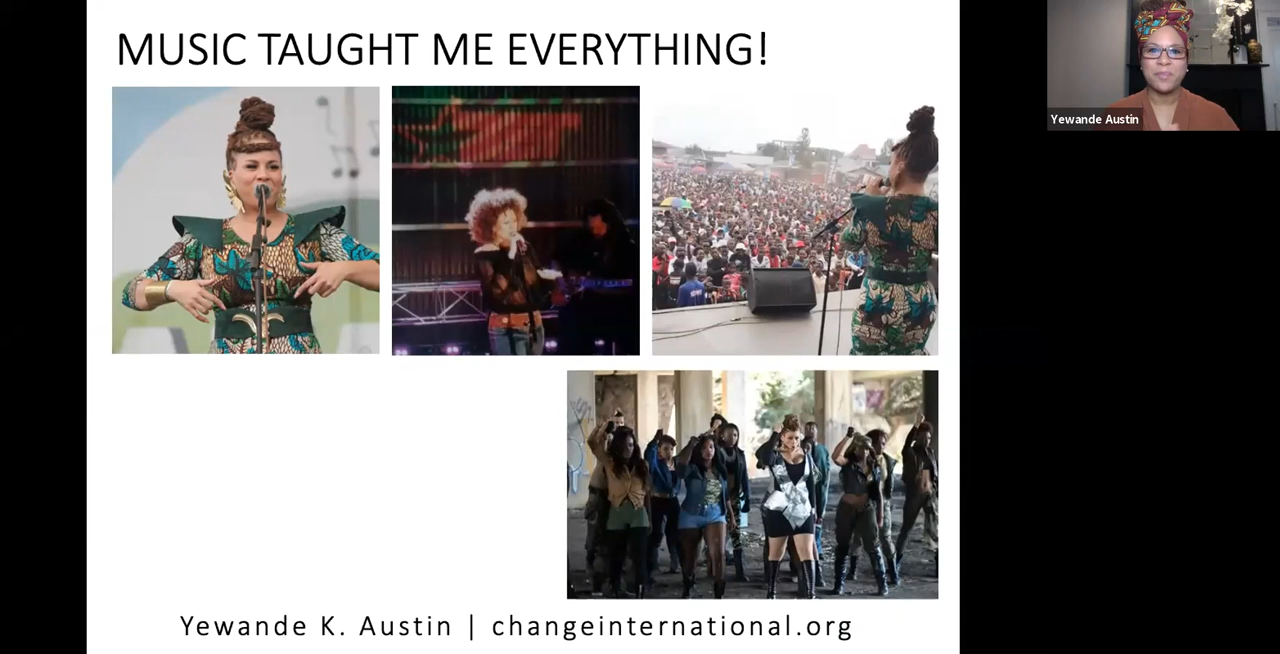 MUSIC TAUGHT ME EVERYTHING!
Yewande Austin
Yewande K. Austin | changeinternational.org